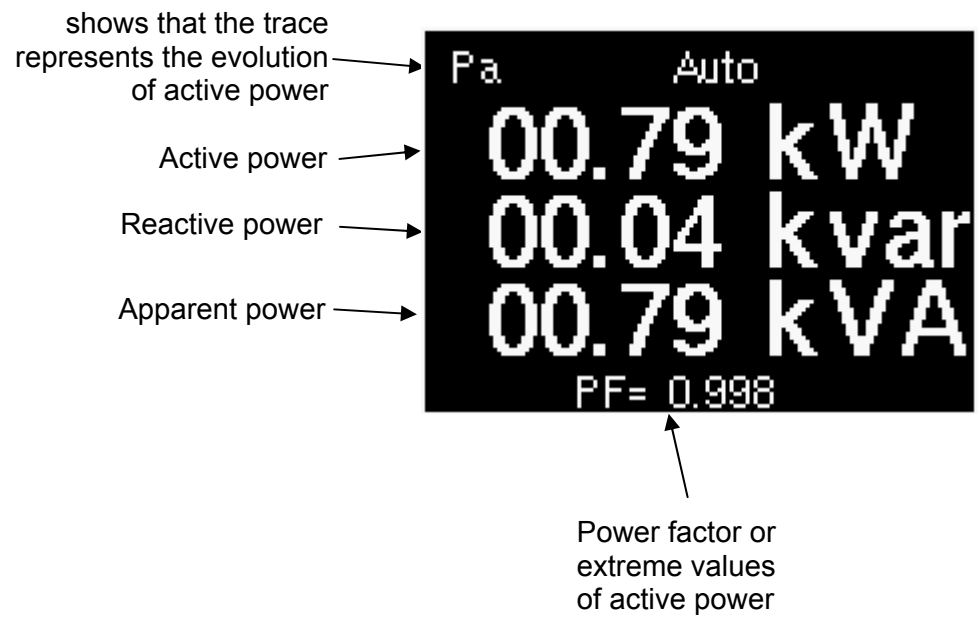 shows that the trace
represents the evolution
of active power
Active power
Reactive power
Apparent power
Pa Auto
00.79 kW
00.04 kvar
00.79 kVA
PF= 0.998
Power factor or
extreme values
of active power